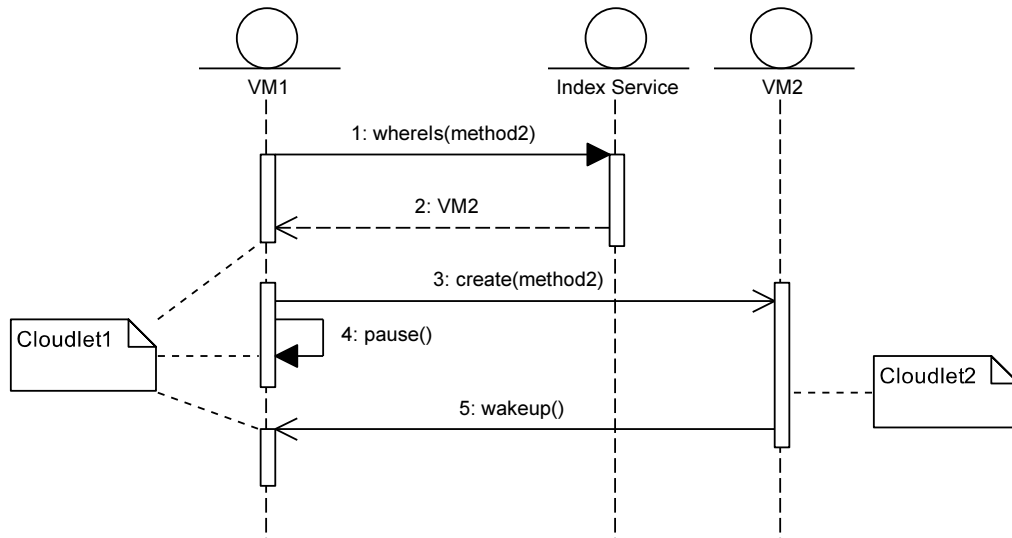 VM1
Index Service
VM2
1: whereIs(method2)
2: VM2
3: create(method2)
Cloudlet1
4: pause()
Cloudlet2
5: wakeup()